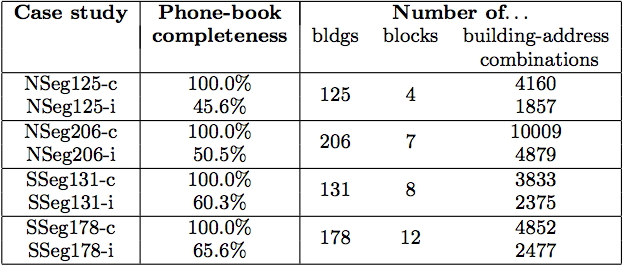 Case study Phone-book Number of...
completeness bldgs blocks building-address
combinations
NSeg125-c 100.0% 125 4 4160
NSeg125-i 45.6% 1857
NSeg206-c 100.0% 206 7 10009
NSeg206-i 50.5% 4879
SSeg131-c 100.0% 131 8 3833
SSeg131-i 60.3% 2375
SSeg178-c 100.0% 178 12 4852
SSeg178-i 65.6% 2477